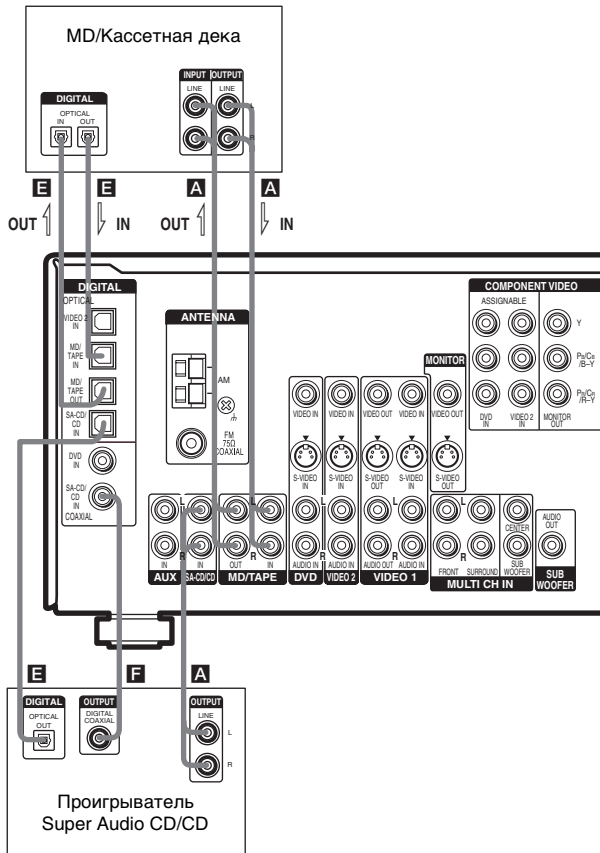 MD/Кассетная дека
INPUT OUTPUT
LINE LINE
L
R
DIGITAL
OPTICAL
IN OUT
E E A A
OUT IN OUT IN
DIGITAL
OPTICAL
VIDEO 2
IN
MD/
TAPE
IN
MD/
TAPE
OUT
SA-CD/
CD
IN
DVD
IN
SA-CD/
CD
IN
COAXIAL
ANTENNA
AM
FM
75Ω
COAXIAL
COMPONENT VIDEO
ASSIGNABLE
Y
PB/CB
/B–Y
PR/CR
/R–Y
DVD
IN
VIDEO 2
IN
MONITOR
OUT
MONITOR
VIDEO IN VIDEO IN VIDEO OUT VIDEO IN VIDEO OUT
S-VIDEO
IN
S-VIDEO
IN
S-VIDEO
OUT
S-VIDEO
IN
S-VIDEO
OUT
L L L L L
R R R R R
IN IN OUT IN AUDIO IN AUDIO IN AUDIO OUT AUDIO IN
AUX SA-CD/CD MD/TAPE DVD VIDEO 2 VIDEO 1
CENTER
FRONT SURROUND
SUB
WOOFER
MULTI CH IN
AUDIO
OUT
SUB
WOOFER
E F A
DIGITAL
OPTICAL
OUT
OUTPUT
DIGITAL
COAXIAL
OUTPUT
LINE
L
R
Проигрыватель
Super Audio CD/CD